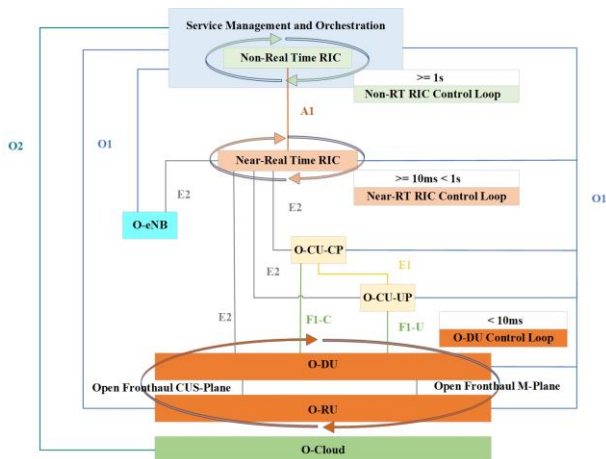 Service Management and Orchestration
Non-Real Time RIC
>= 1s
Non-RT RIC Control Loop
A1
O2
O1
Near-Real Time RIC
>= 10ms < 1s
Near-RT RIC Control Loop
E2
E2
O1
O-eNB
O-CU-CP
E2
E1
O-CU-UP
E2
F1-C
F1-U
< 10ms
O-DU Control Loop
O-DU
Open Fronthaul CUS-Plane
Open Fronthaul M-Plane
O-RU
O-Cloud